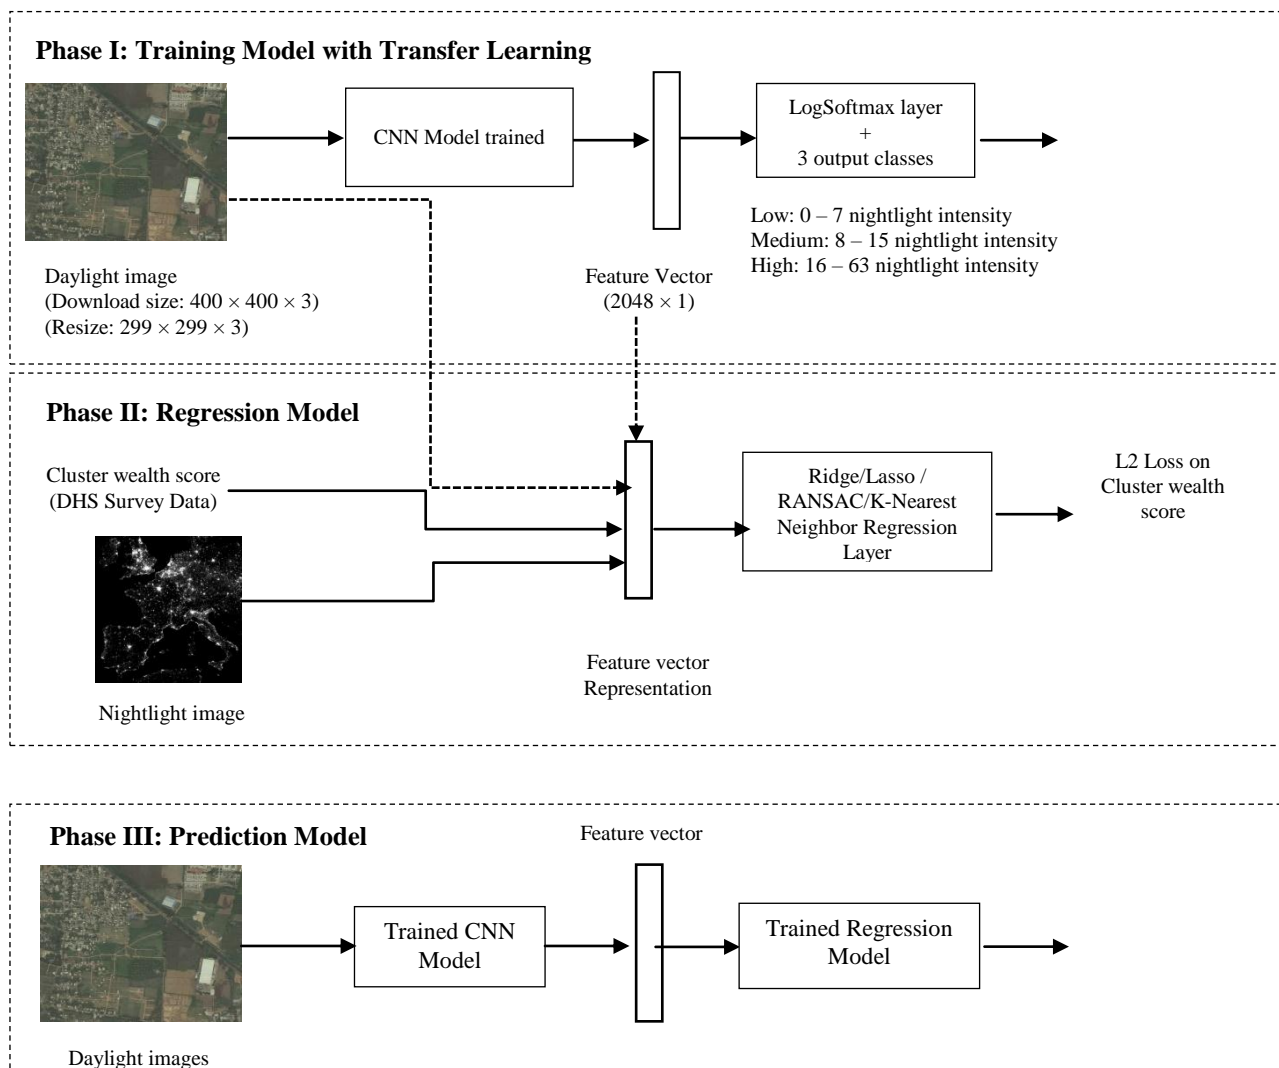 Phase I: Training Model with Transfer Learning
CNN Model trained
LogSoftmax layer
+
3 output classes
Low: 0 – 7 nightlight intensity
Medium: 8 – 15 nightlight intensity
High: 16 – 63 nightlight intensity
Daylight image
(Download size: 400 × 400 × 3)
(Resize: 299 × 299 × 3)
Feature Vector
(2048 × 1)
Phase II: Regression Model
Cluster wealth score
(DHS Survey Data)
Ridge/Lasso /
RANSAC/K-Nearest
Neighbor Regression
Layer
L2 Loss on
Cluster wealth
score
Feature vector
Representation
Nightlight image
Phase III: Prediction Model
Feature vector
Trained CNN
Model
Trained Regression
Model
Daylight images